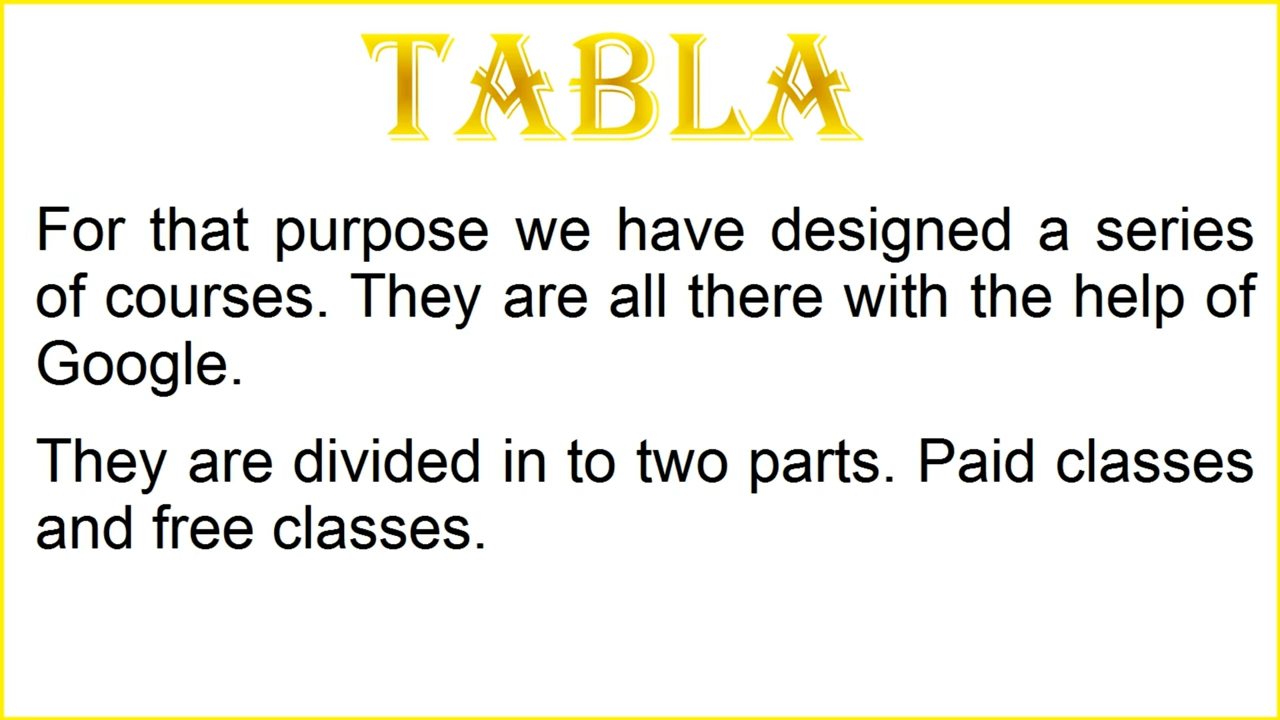 TABLA
For that purpose we have designed a series
of courses. They are all there with the help of
Google.
They are divided in to two parts. Paid classes
and free classes.